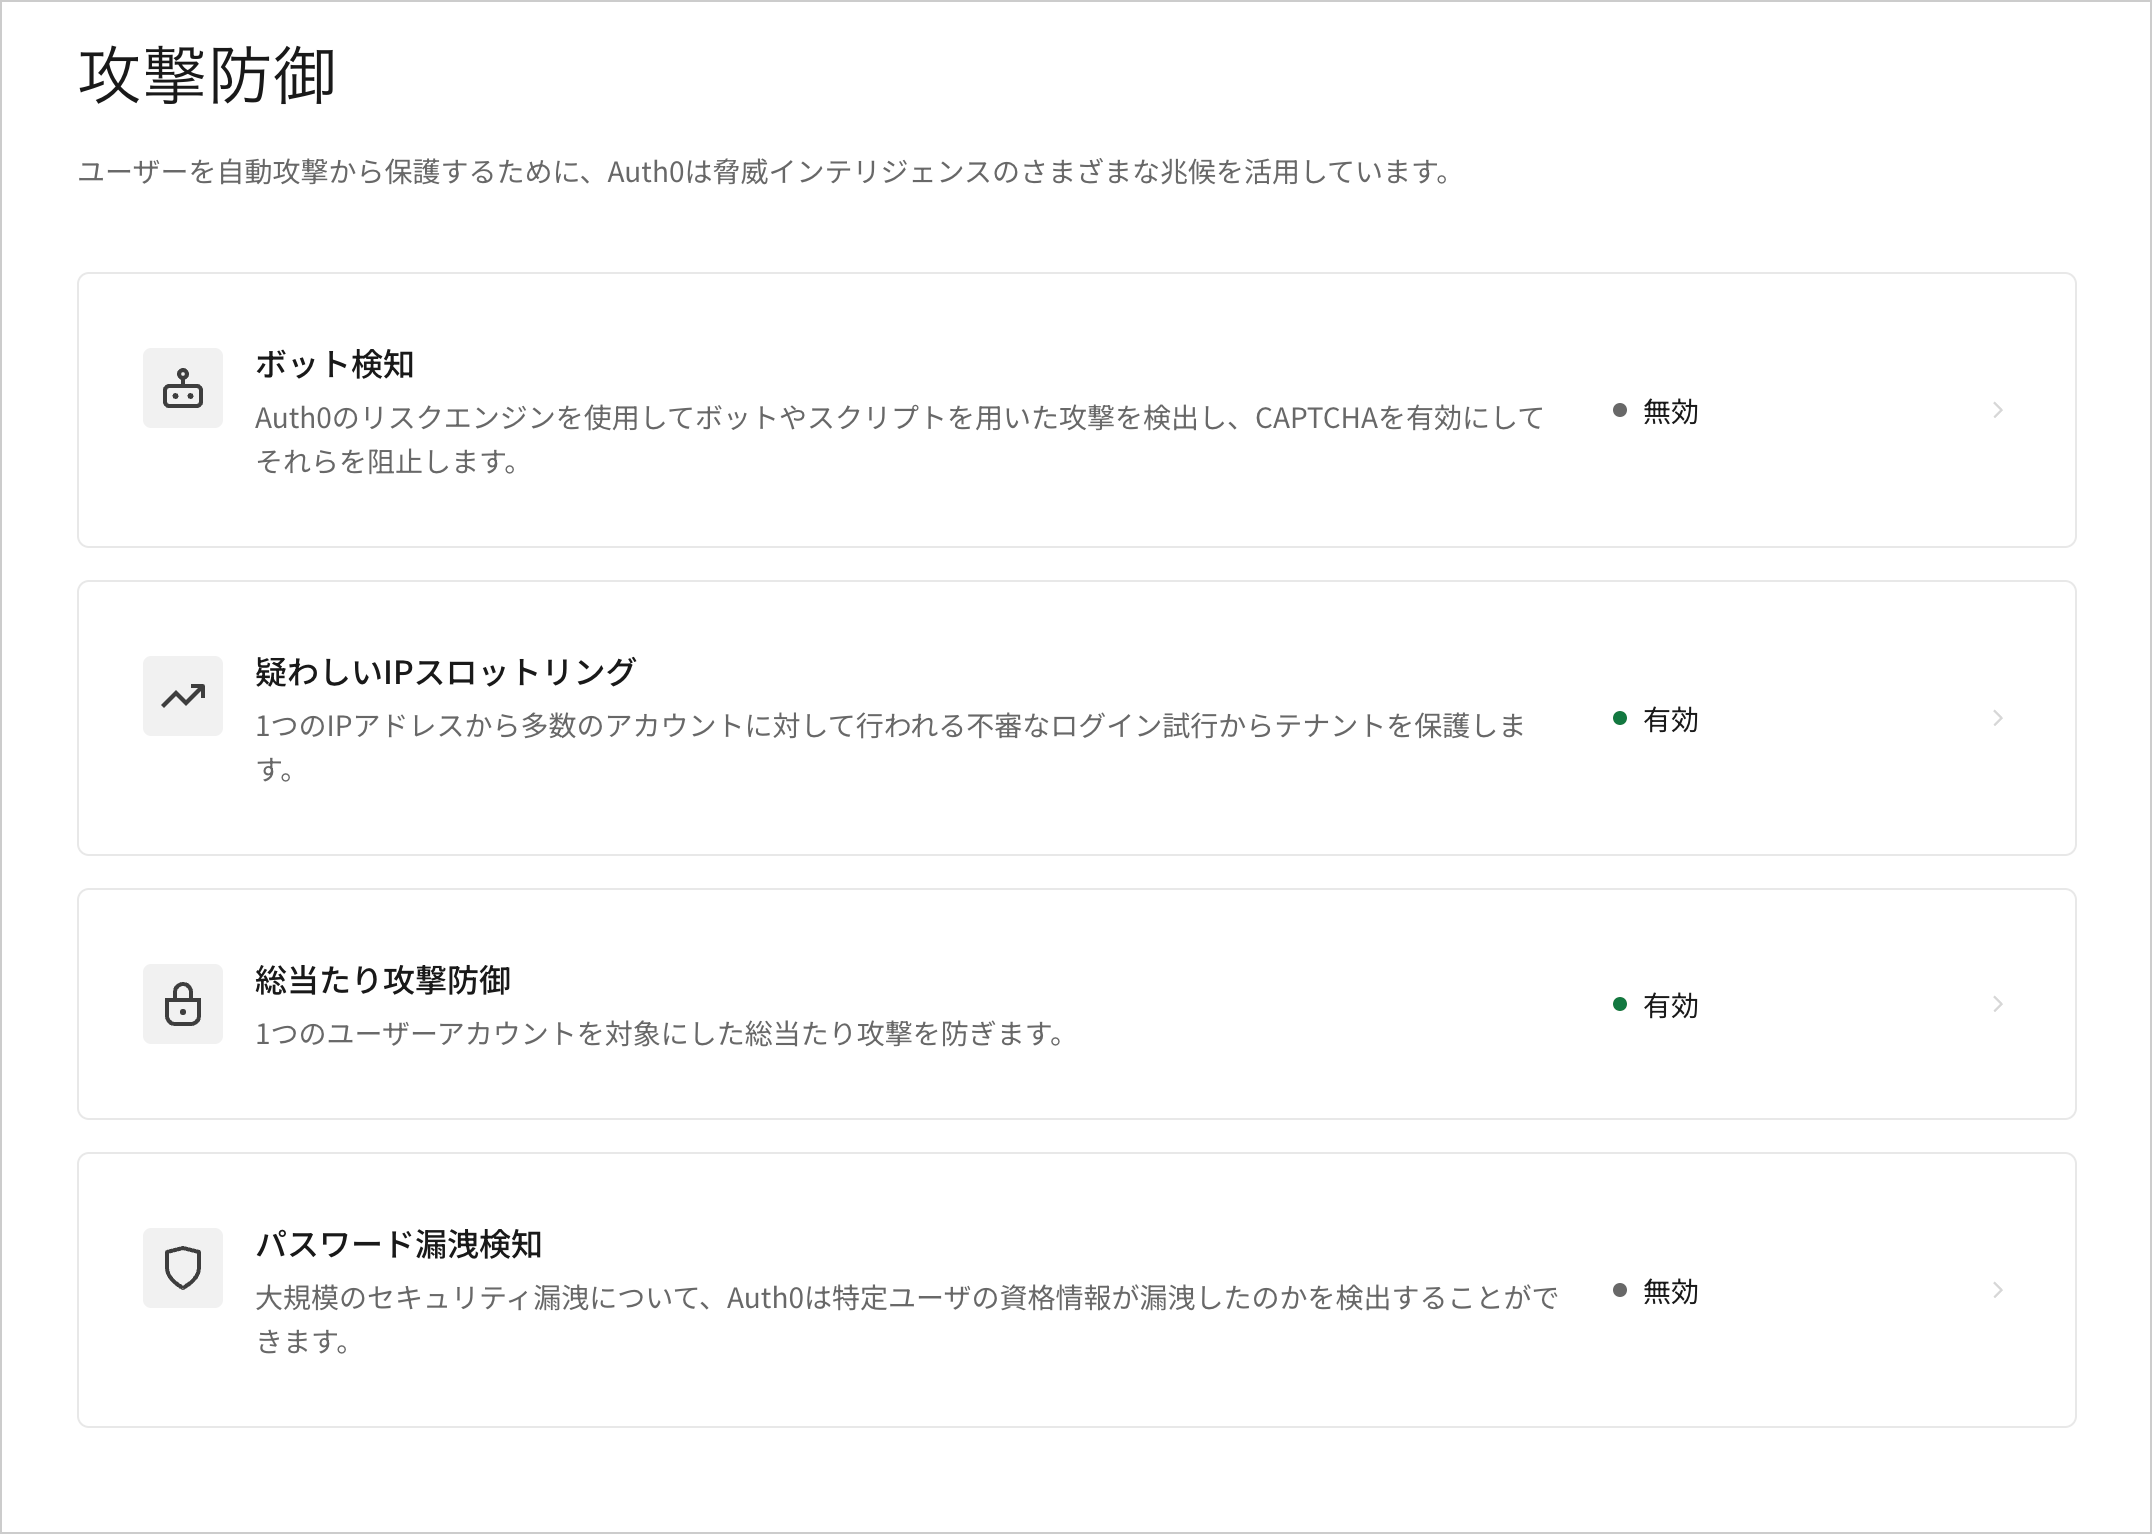 攻撃防御
ユーザーを自動攻撃から保護するために、Auth0は脅威インテリジェンスのさまざまな兆候を活用しています。
ボット検知
Auth0のリスクエンジンを使用してボットやスクリプトを用いた攻撃を検出し、CAPTCHAを有効にして
それらを阻止します。
無効
疑わしいIPスロットリング
1つのIPアドレスから多数のアカウントに対して行われる不審なログイン試行からテナントを保護しま
す。
有効
総当たり攻撃防御
1つのユーザーアカウントを対象にした総当たり攻撃を防ぎます。
有効
パスワード漏洩検知
大規模のセキュリティ漏洩について、Auth0は特定ユーザの資格情報が漏洩したのかを検出することがで
きます。
無効